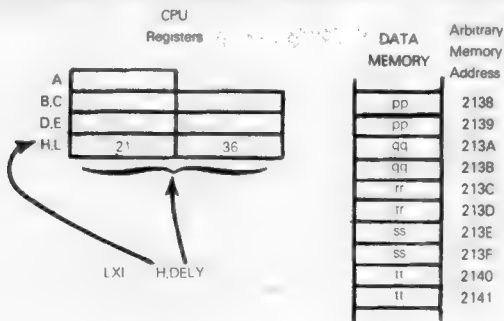 CPU
Registers
DATA
MEMORY
Arbitrary
Memory
Address
A
B,C
D,E
H,L
21
36
LXI
H,DELY
pp
2138
pp
2139
qq
213A
qq
213B
rr
213C
rr
213D
ss
213E
ss
213F
tt
2140
tt
2141